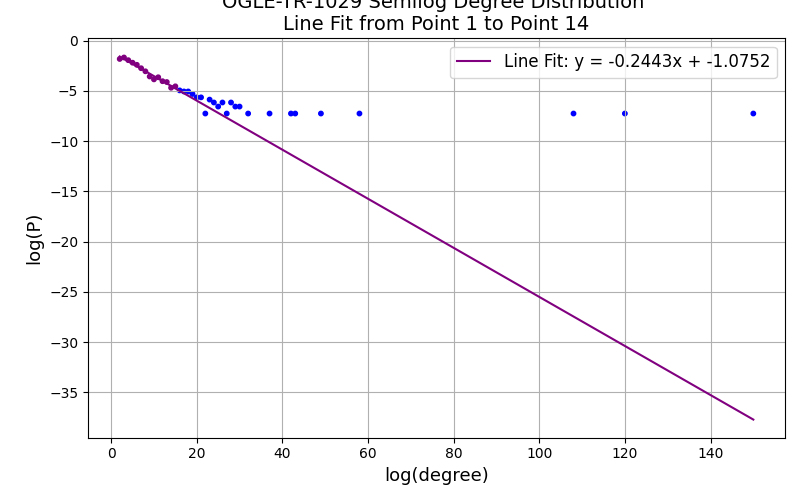 OGLE-TR-1029 Semilog Degree Distribution
Line Fit from Point 1 to Point 14
Line Fit: y = -0.2443x + -1.0752
0
−5
−10
−15
−20
−25
−30
−35
log(P)
0 20 40 60 80 100 120 140
log(degree)